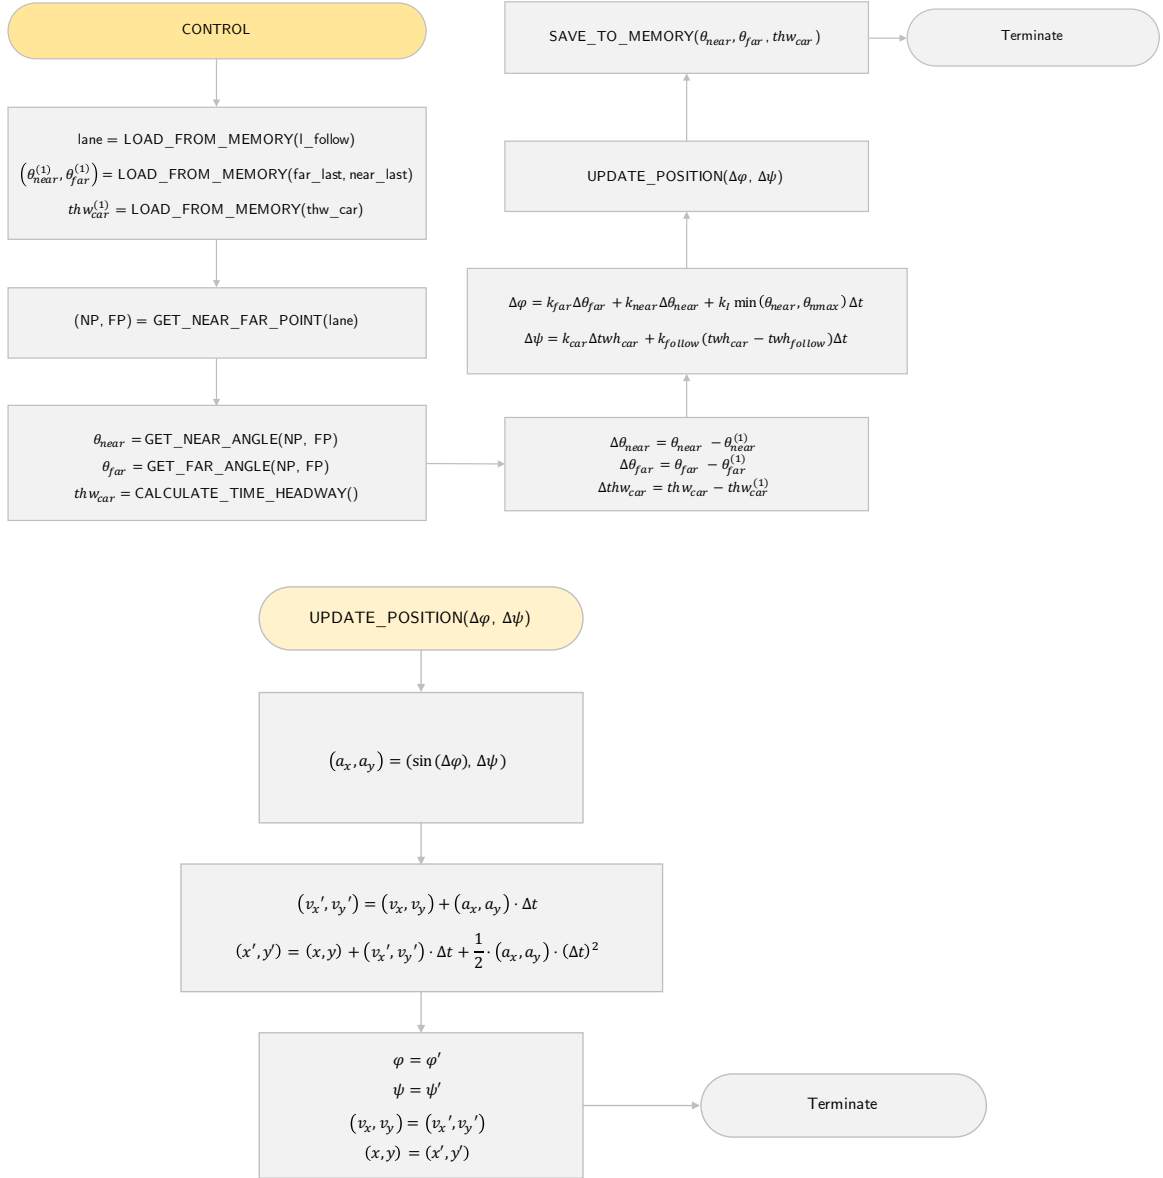 CONTROL
lane = LOAD_FROM_MEMORY(l_follow)
(θ_near^(1), θ_far^(1)) = LOAD_FROM_MEMORY(far_last, near_last)
thw_car^(1) = LOAD_FROM_MEMORY(thw_car)
(NP, FP) = GET_NEAR_FAR_POINT(lane)
θ_near = GET_NEAR_ANGLE(NP, FP)
θ_far = GET_FAR_ANGLE(NP, FP)
thw_car = CALCULATE_TIME_HEADWAY()
Δθ_near = θ_near − θ_near^(1)
Δθ_far = θ_far − θ_far^(1)
Δthw_car = thw_car − thw_car^(1)
Δφ = k_far Δθ_far + k_near Δθ_near + k_I min(θ_near, θ_nmax) Δt
Δψ = k_car Δtwh_car + k_follow(twh_car − twh_follow)Δt
UPDATE_POSITION(Δφ, Δψ)
SAVE_TO_MEMORY(θ_near, θ_far, thw_car)
Terminate
UPDATE_POSITION(Δφ, Δψ)
(a_x, a_y) = (sin(Δφ), Δψ)
(v_x′, v_y′) = (v_x, v_y) + (a_x, a_y) · Δt
(x′, y′) = (x, y) + (v_x′, v_y′) · Δt + 1/2 · (a_x, a_y) · (Δt)^2
φ = φ′
ψ = ψ′
(v_x, v_y) = (v_x′, v_y′)
(x, y) = (x′, y′)
Terminate